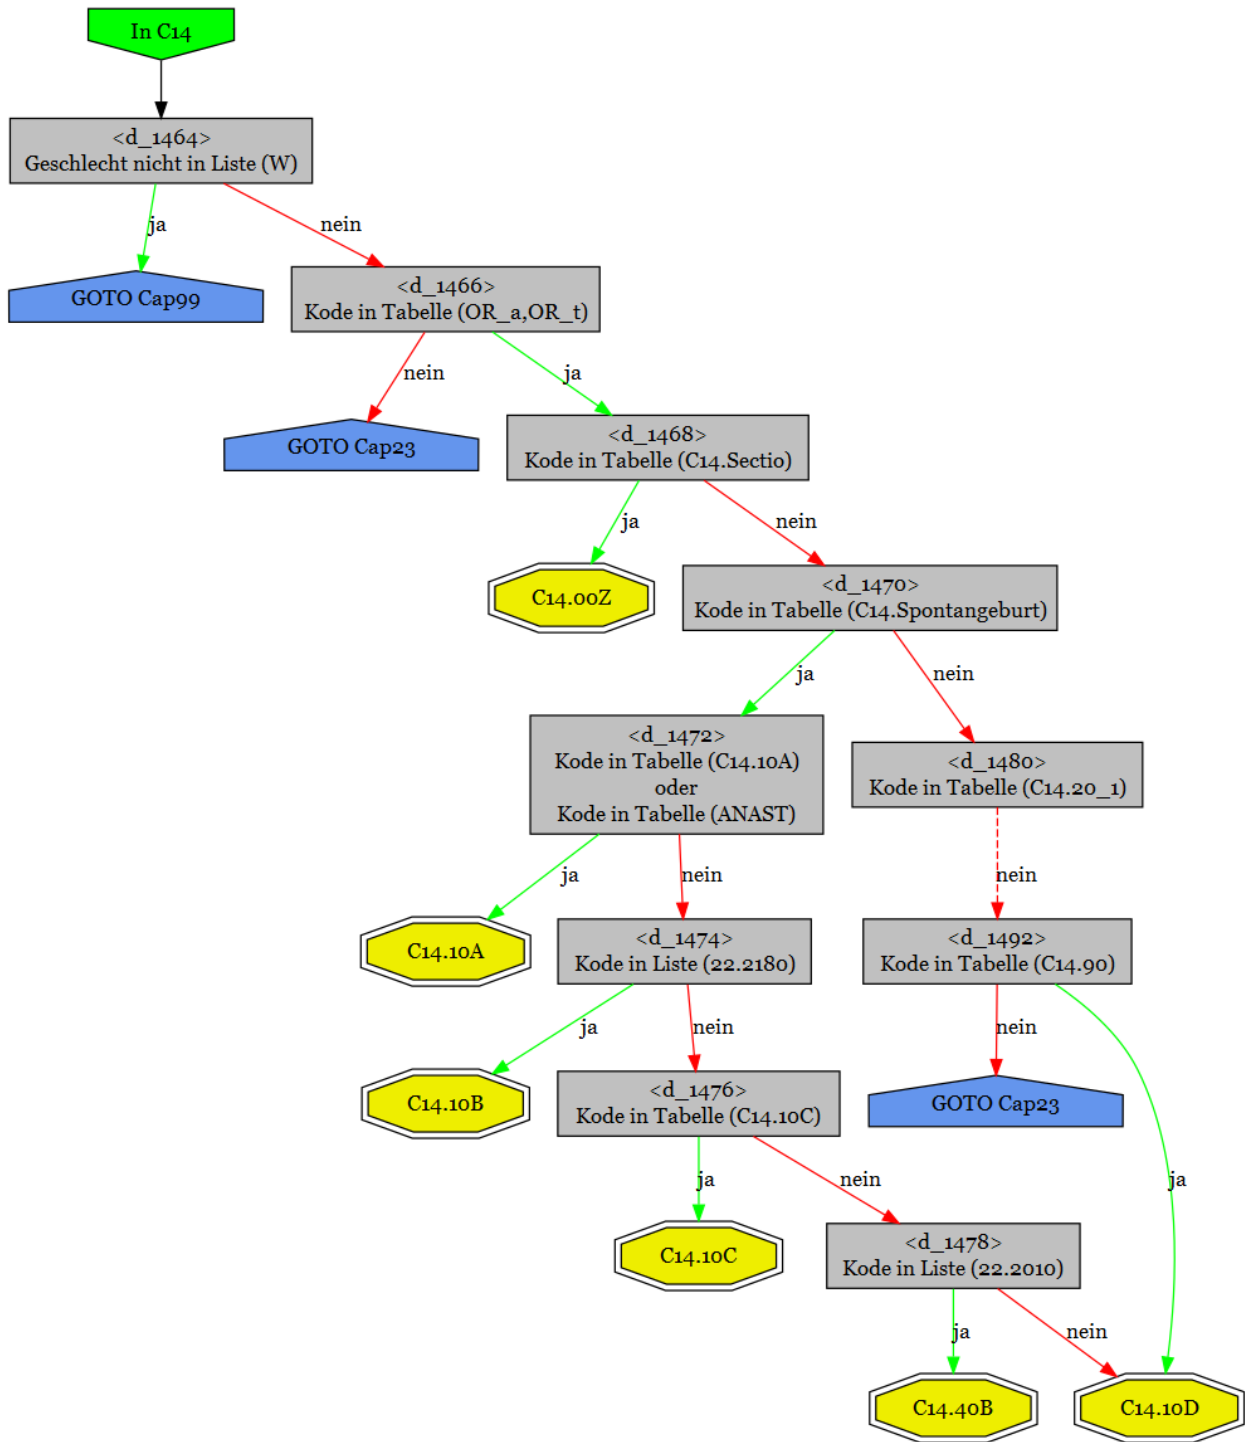 In C14
<d_1464>
Geschlecht nicht in Liste (W)
ja
nein
GOTO Cap99
<d_1466>
Kode in Tabelle (OR_a,OR_t)
nein
ja
GOTO Cap23
<d_1468>
Kode in Tabelle (C14.Sectio)
ja
nein
C14.00Z
<d_1470>
Kode in Tabelle (C14.Spontangeburt)
ja
nein
<d_1472>
Kode in Tabelle (C14.10A)
oder
Kode in Tabelle (ANAST)
<d_1480>
Kode in Tabelle (C14.20_1)
ja
nein
nein
C14.10A
<d_1474>
Kode in Liste (22.2180)
<d_1492>
Kode in Tabelle (C14.90)
ja
nein
nein
C14.10B
<d_1476>
Kode in Tabelle (C14.10C)
GOTO Cap23
ja
nein
ja
C14.10C
<d_1478>
Kode in Liste (22.2010)
ja
nein
C14.40B
C14.10D